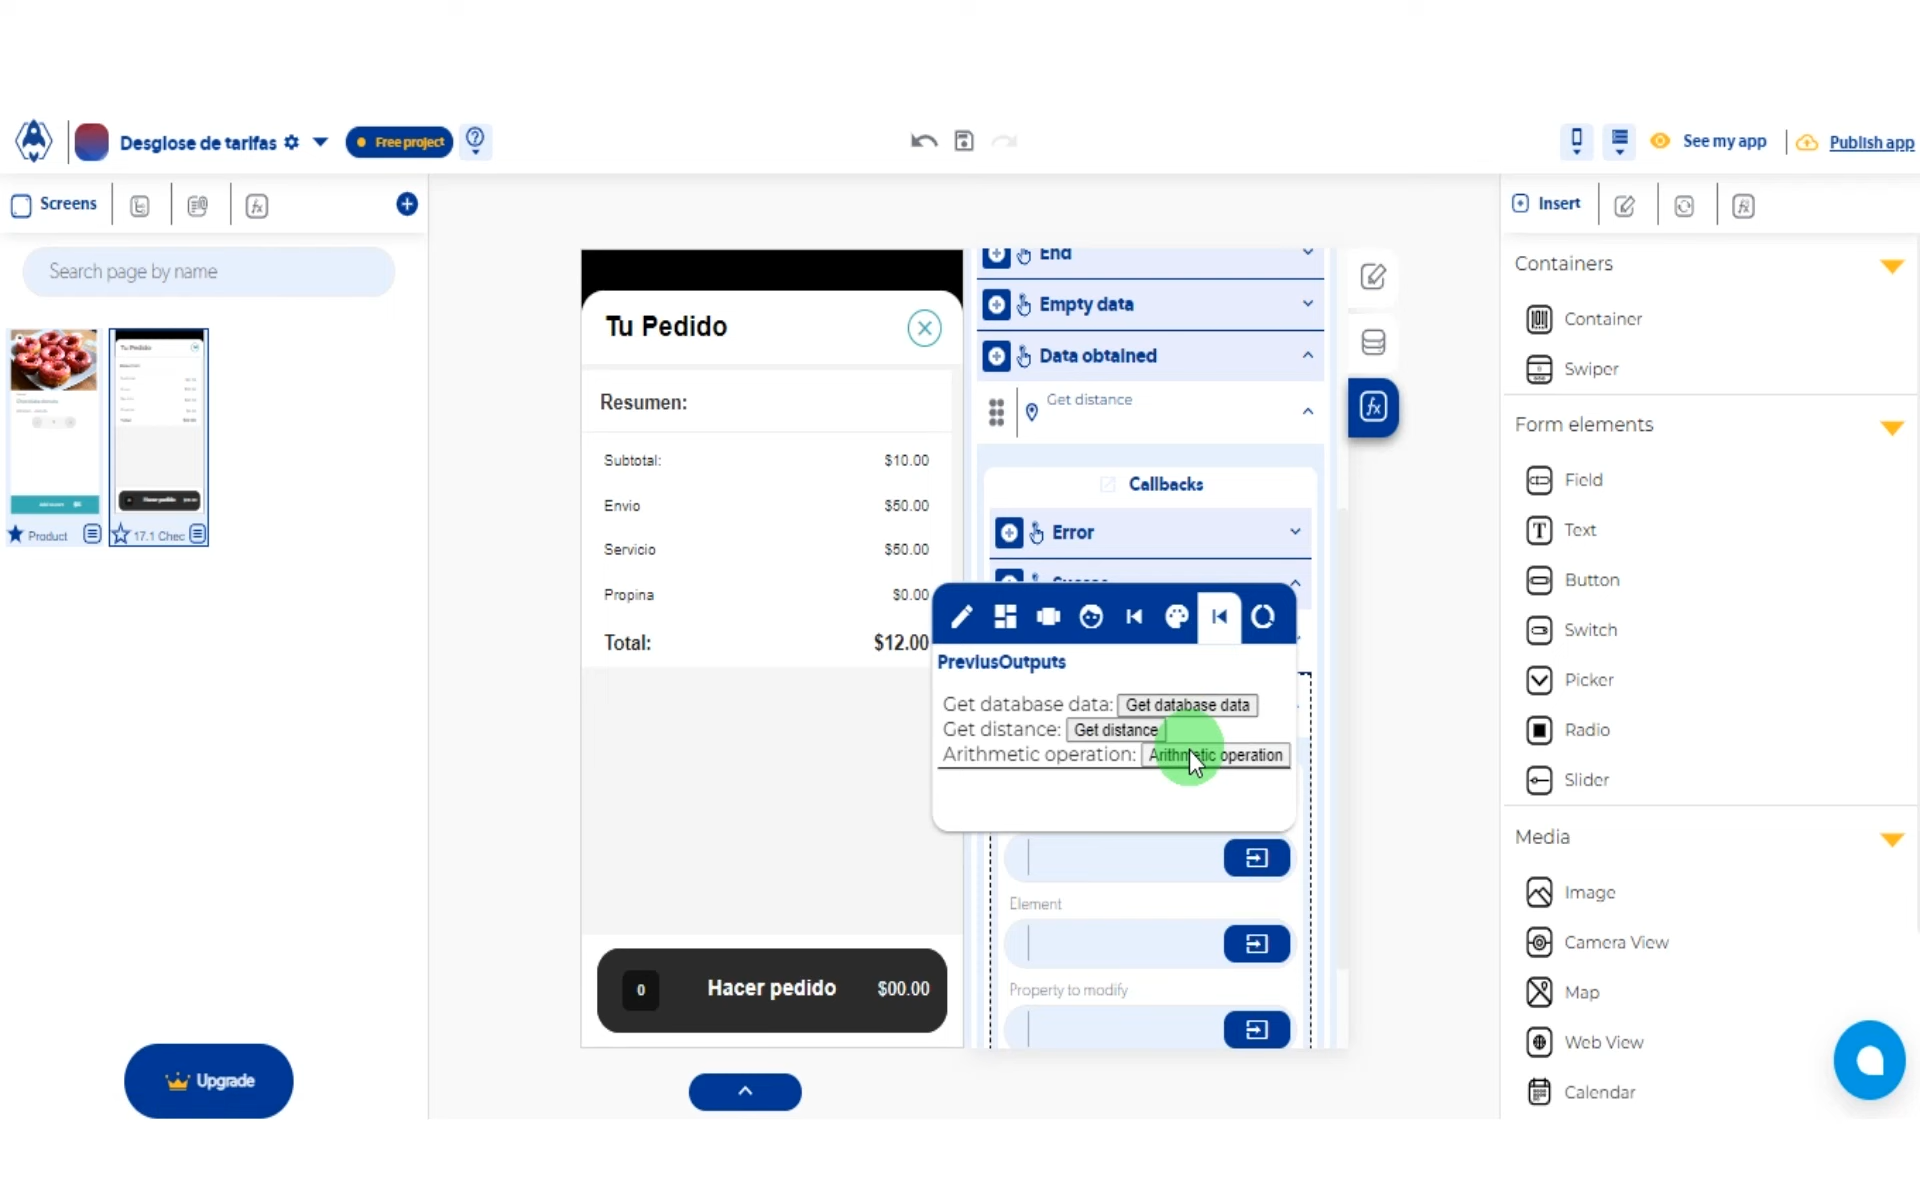 Desglose de tarifas
Free project
See my app
Publish app
Screens
Insert
Search page by name
Product
17.1 Chec
Upgrade
Tu Pedido
Resumen:
Subtotal: $10.00
Envio $50.00
Servicio $50.00
Propina $0.00
Total: $12.00
0 Hacer pedido $00.00
End
Empty data
Data obtained
Get distance
Callbacks
Error
PreviusOutputs
Get database data: Get database data
Get distance: Get distance
Arithmetic operation: Arithmetic operation
Element
Property to modify
Containers
Container
Swiper
Form elements
Field
Text
Button
Switch
Picker
Radio
Slider
Media
Image
Camera View
Map
Web View
Calendar